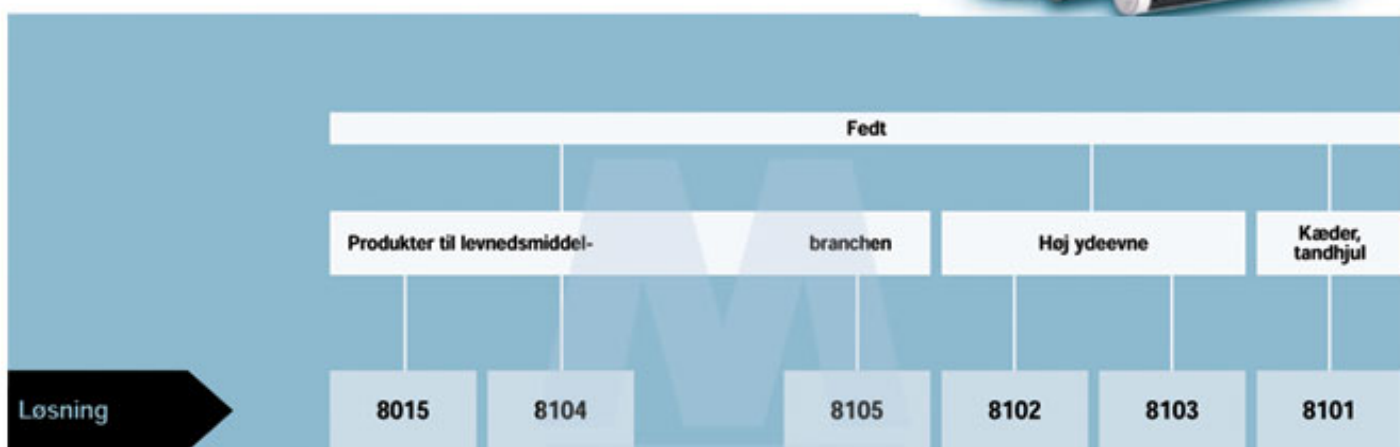 Fedt
Produkter til levnedsmiddel- branchen
Høj ydeevne
Kæder,
tandhjul
Løsning
8015
8104
8105
8102
8103
8101